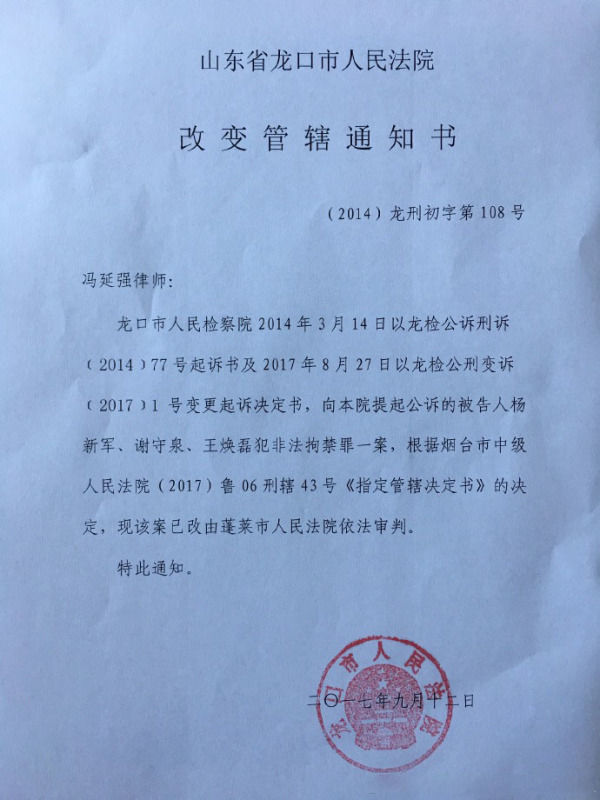 山东省龙口市人民法院
改变管辖通知书
（2014）龙刑初字第108号
冯延强律师：
龙口市人民检察院2014年3月14日以龙检公诉刑诉
（2014）77号起诉书及2017年8月27日以龙检公刑变诉
（2017）1号变更起诉决定书，向本院提起公诉的被告人杨
新军、谢守泉、王焕磊犯非法拘禁罪一案，根据烟台市中级
人民法院（2017）鲁06刑辖43号《指定管辖决定书》的决
定，现该案已改由蓬莱市人民法院依法审判。
特此通知。
龙口市人民法院
二〇一七年九月十二日